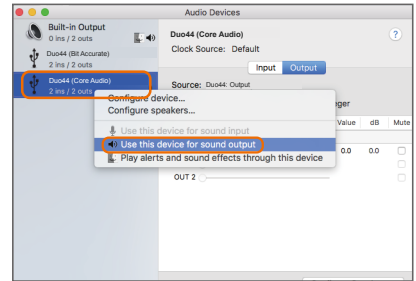 Audio Devices
Built-in Output
0 ins / 2 outs
Duo44 (Bit Accurate)
2 ins / 2 outs
Duo44 (Core Audio)
2 ins / 2 outs
Duo44 (Core Audio)
?
Clock Source: Default
Input Output
Source: Duo44: Output
Configure device...
Configure speakers...
Use this device for sound input
Use this device for sound output
Play alerts and sound effects through this device
eger
Value dB Mute
0.0 0.0
OUT 2